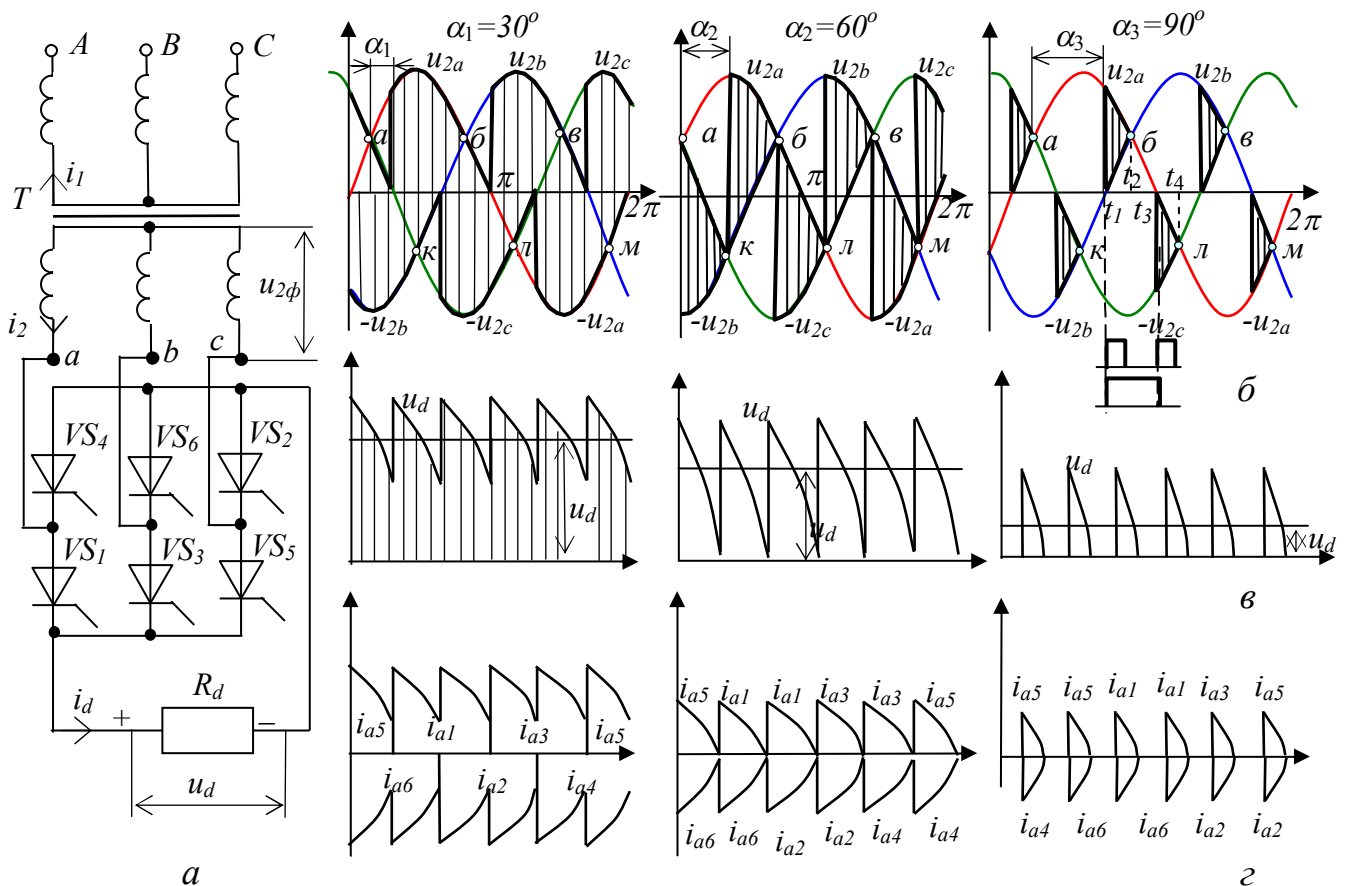 A B C
i1
T
u2ф
i2
a b c
VS4 VS6 VS2
VS1 VS3 VS5
Rd
id + −
ud
а
α1=30°
α1
u2a u2b u2c
а б в
π
2π
к л м
-u2b -u2c -u2a
ud
ud
ia5 ia1 ia3 ia5
ia6 ia2 ia4
α2=60°
α2
u2a u2b u2c
а б в
π
2π
к л м
-u2b -u2c -u2a
ud
ud
ia5 ia1 ia1 ia3 ia3 ia5
ia6 ia6 ia2 ia2 ia4 ia4
α3=90°
α3
u2a u2b
а б в
t2 t4
t1 t3 2π
к л м
-u2b -u2c -u2a
б
ud
ud
в
ia5 ia5 ia1 ia1 ia3 ia5
ia4 ia6 ia6 ia2 ia2
г